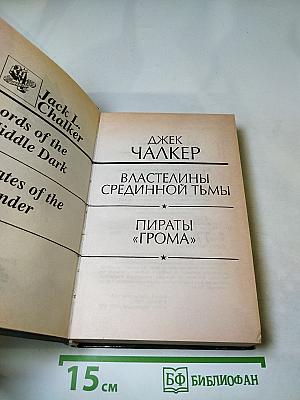 Jack L.
Chalker
ords of the
iddle Dark
ates of the
nder
ДЖЕК
ЧАЛКЕР
ВЛАСТЕЛИНЫ
СРЕДИННОЙ ТЬМЫ
ПИРАТЫ
«ГРОМА»
15 см
БФ БИБЛИОФАН